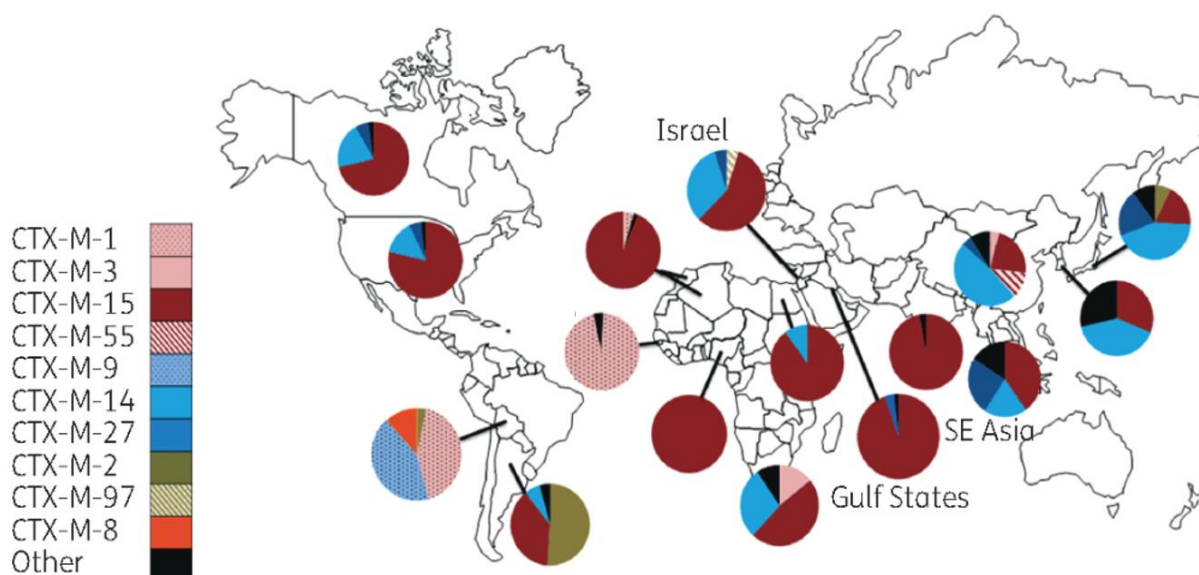 Israel
CTX-M-1
CTX-M-3
CTX-M-15
CTX-M-55
CTX-M-9
CTX-M-14
CTX-M-27
CTX-M-2
CTX-M-97
CTX-M-8
Other
SE Asia
Gulf States